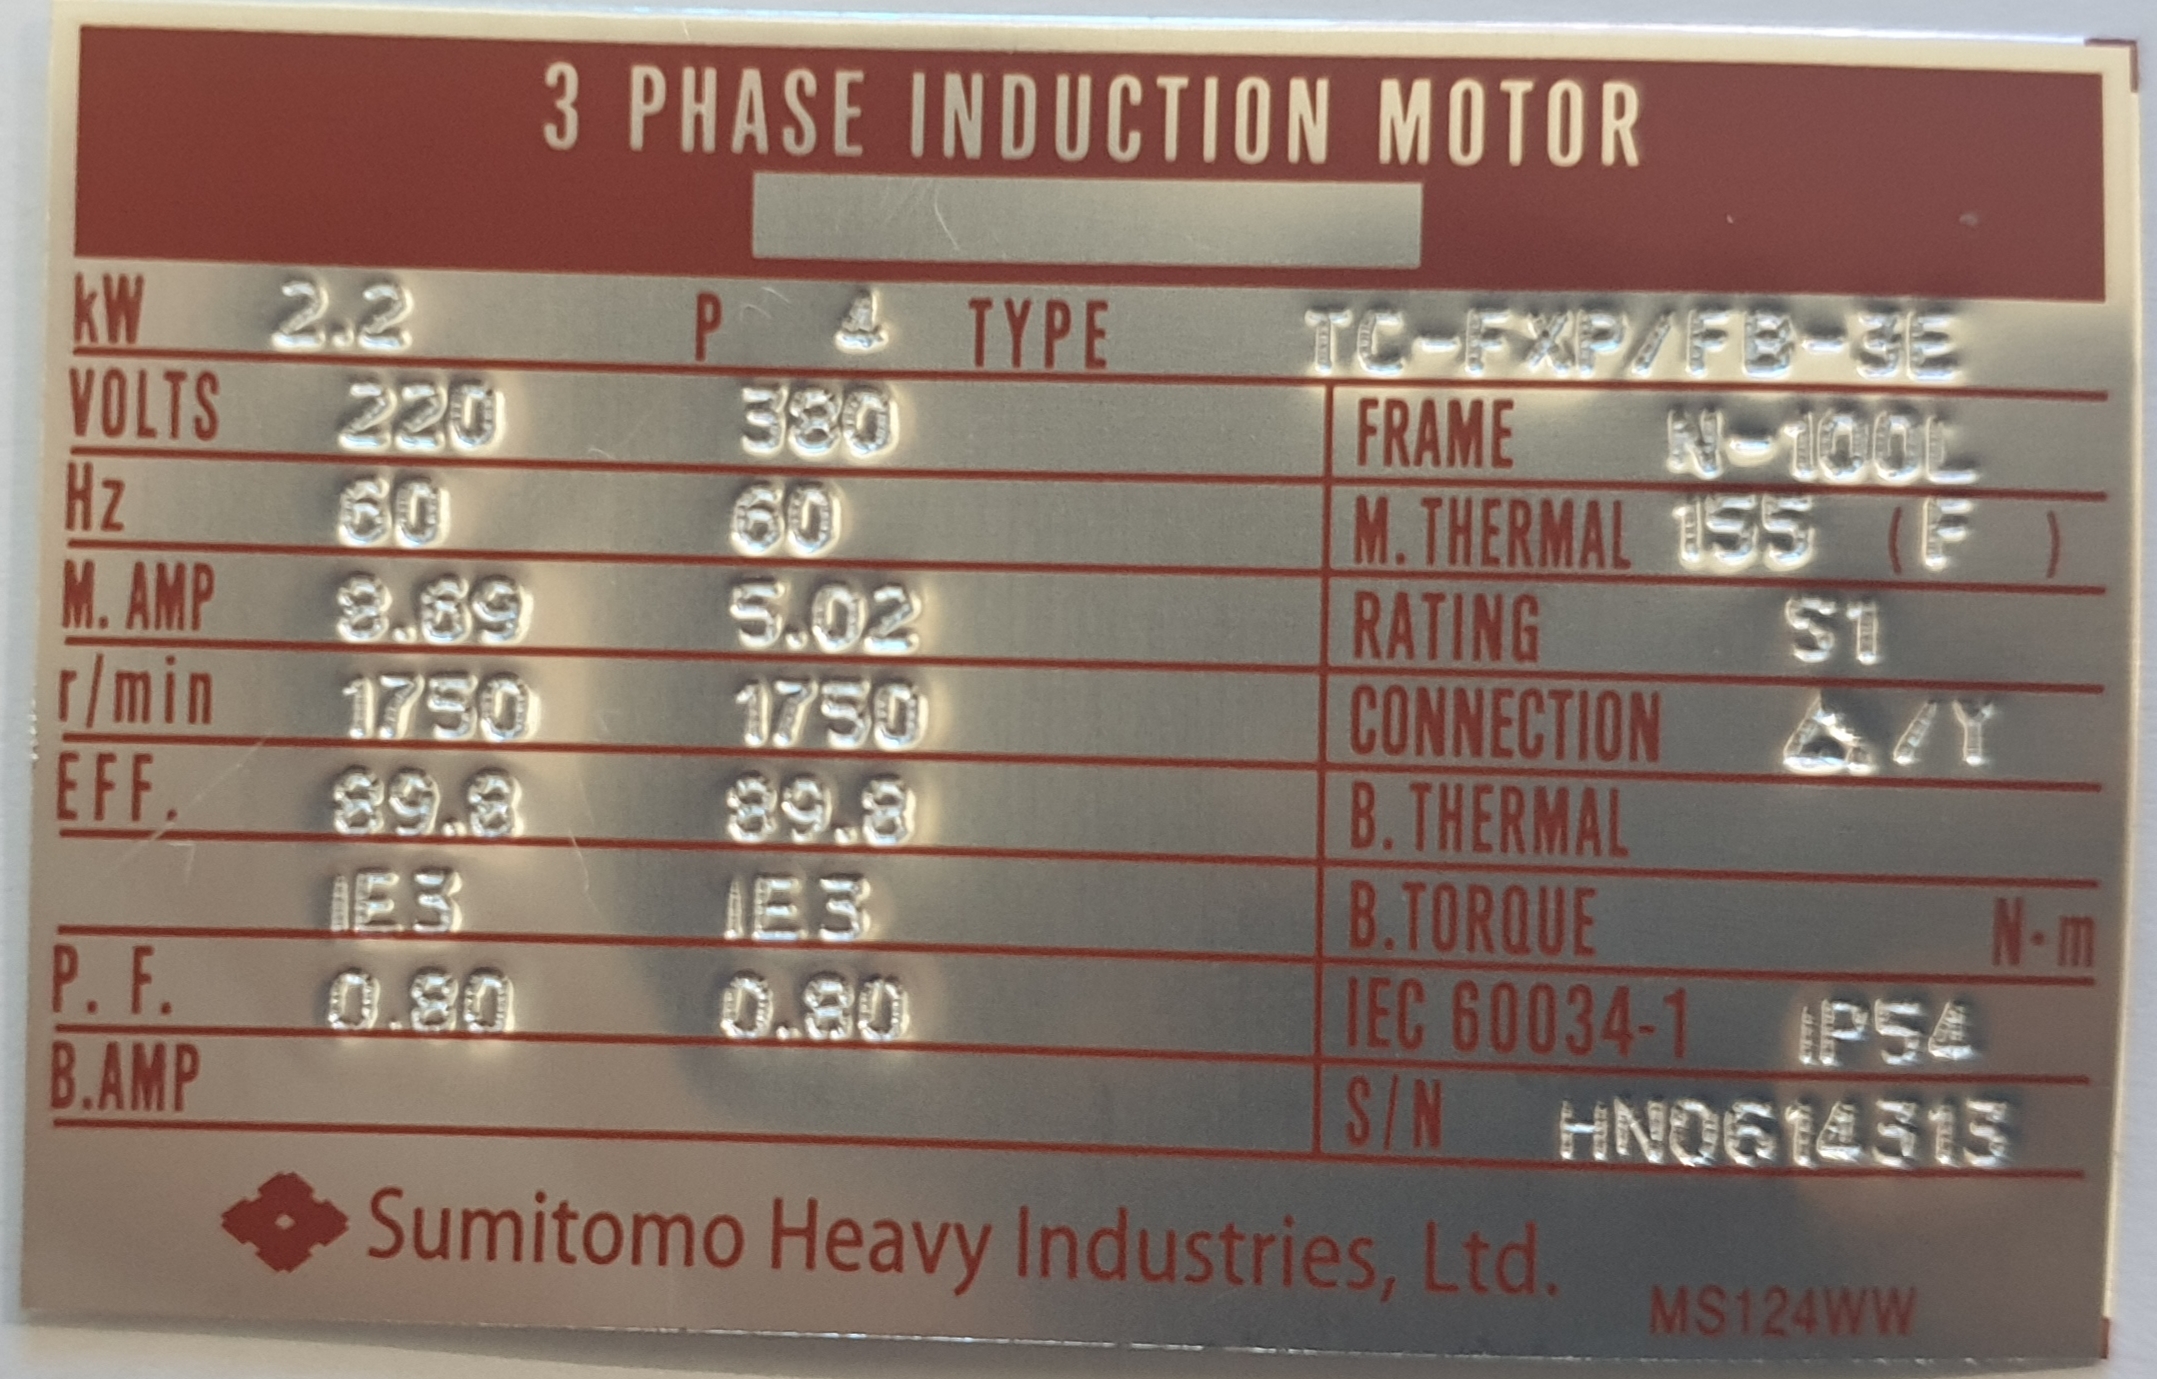 3 PHASE INDUCTION MOTOR
kW 2.2 P 4 TYPE TC-FXP/FB-3E
VOLTS 220 380 FRAME N-100L
Hz 60 60 M. THERMAL 155 ( F )
M. AMP 8.69 5.02 RATING S1
r/min 1750 1750 CONNECTION Δ/Y
EFF. 89.8 89.8 B. THERMAL
IE3 IE3 B.TORQUE N·m
P. F. 0.80 0.80 IEC 60034-1 IP54
B.AMP S/N HN0614313
Sumitomo Heavy Industries, Ltd.
MS124WW